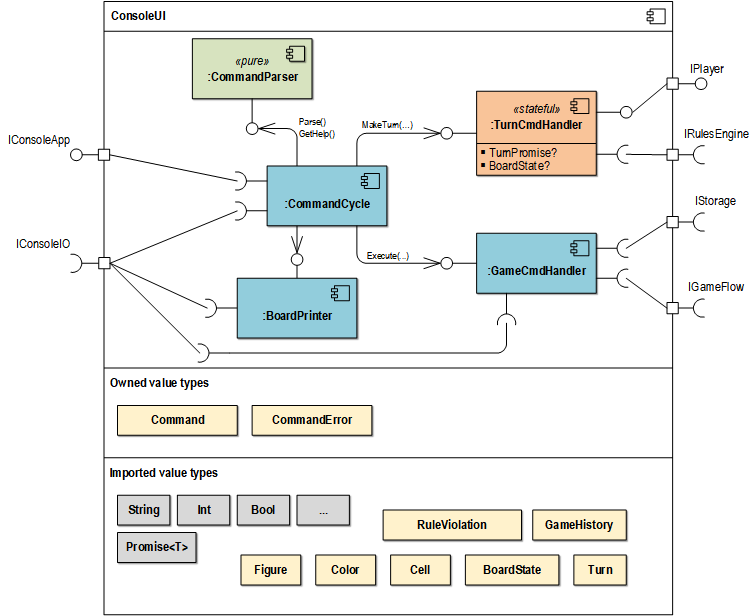 ConsoleUI
«pure»
:CommandParser
IPlayer
«stateful»
:TurnCmdHandler
Parse()
GetHelp()
MakeTurn(...)
IConsoleApp
IRulesEngine
▪ TurnPromise?
▪ BoardState?
:CommandCycle
IStorage
IConsoleIO
Execute(...)
:GameCmdHandler
IGameFlow
:BoardPrinter
Owned value types
Command
CommandError
Imported value types
String
Int
Bool
...
RuleViolation
GameHistory
Promise<T>
Figure
Color
Cell
BoardState
Turn